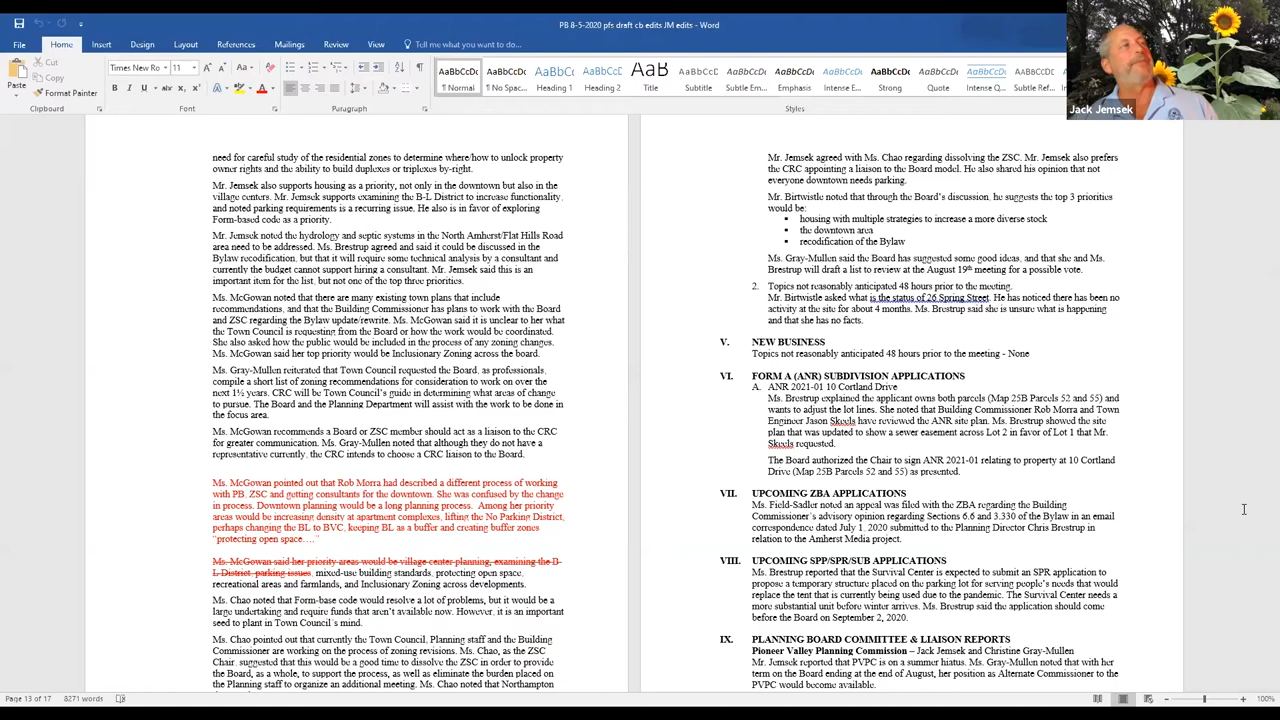 PB 8-5-2020 pfs draft cb edits JM edits - Word
File Home Insert Design Layout References Mailings Review View Tell me what you want to do...
Paste
Cut
Copy
Format Painter
Times New Ro 11
AaBbCcDc AaBbCcDc AaBbCc AaBbCcD AaB AaBbCcD AaBbCcDc AaBbCcDc AaBbCcDc AaBbCcDc AaBbCcDc AaBbCcDc
¶ Normal ¶ No Spac... Heading 1 Heading 2 Title Subtitle Subtle Em... Emphasis Intense E... Strong Quote Intense Q... Subtle Ref...
Clipboard Font Paragraph Styles
Jack Jemsek
need for careful study of the residential zones to determine where/how to unlock property
owner rights and the ability to build duplexes or triplexes by-right.
Mr. Jemsek also supports housing as a priority, not only in the downtown but also in the
village centers. Mr. Jemsek supports examining the B-L District to increase functionality,
and noted parking requirements is a recurring issue. He also is in favor of exploring
Form-based code as a priority.
Mr. Jemsek noted the hydrology and septic systems in the North Amherst/Flat Hills Road
area need to be addressed. Ms. Brestrup agreed and said it could be discussed in the
Bylaw recodification, but that it will require some technical analysis by a consultant and
currently the budget cannot support hiring a consultant. Mr. Jemsek said this is an
important item for the list, but not one of the top three priorities.
Ms. McGowan noted that there are many existing town plans that include
recommendations, and that the Building Commissioner has plans to work with the Board
and ZSC regarding the Bylaw update/rewrite. Ms. McGowan said it is unclear to her what
the Town Council is requesting from the Board or how the work would be coordinated.
She also asked how the public would be included in the process of any zoning changes.
Ms. McGowan said her top priority would be Inclusionary Zoning across the board.
Ms. Gray-Mullen reiterated that Town Council requested the Board, as professionals,
compile a short list of zoning recommendations for consideration to work on over the
next 1½ years. CRC will be Town Council's guide in determining what areas of change
to pursue. The Board and the Planning Department will assist with the work to be done in
the focus area.
Ms. McGowan recommends a Board or ZSC member should act as a liaison to the CRC
for greater communication. Ms. Gray-Mullen noted that although they do not have a
representative currently, the CRC intends to choose a CRC liaison to the Board.
Ms. McGowan pointed out that Rob Morra had described a different process of working
with PB, ZSC and getting consultants for the downtown. She was confused by the change
in process. Downtown planning would be a long planning process. Among her priority
areas would be increasing density at apartment complexes, lifting the No Parking District,
perhaps changing the BL to BVC, keeping BL as a buffer and creating buffer zones
"protecting open space…."
Ms. McGowan said her priority areas would be village center planning, examining the B-
L District, parking issues, mixed-use building standards, protecting open space,
recreational areas and farmlands, and Inclusionary Zoning across developments.
Ms. Chao noted that Form-base code would resolve a lot of problems, but it would be a
large undertaking and require funds that aren't available now. However, it is an important
seed to plant in Town Council's mind.
Ms. Chao pointed out that currently the Town Council, Planning staff and the Building
Commissioner are working on the process of zoning revisions. Ms. Chao, as the ZSC
Chair, suggested that this would be a good time to dissolve the ZSC in order to provide
the Board, as a whole, to support the process, as well as eliminate the burden placed on
the Planning staff to organize an additional meeting. Ms. Chao noted that Northampton
Mr. Jemsek agreed with Ms. Chao regarding dissolving the ZSC. Mr. Jemsek also prefers
the CRC appointing a liaison to the Board model. He also shared his opinion that not
everyone downtown needs parking.
Mr. Birtwistle noted that through the Board's discussion, he suggests the top 3 priorities
would be:
▪ housing with multiple strategies to increase a more diverse stock
▪ the downtown area
▪ recodification of the Bylaw
Ms. Gray-Mullen said the Board has suggested some good ideas, and that she and Ms.
Brestrup will draft a list to review at the August 19th meeting for a possible vote.
2. Topics not reasonably anticipated 48 hours prior to the meeting.
Mr. Birtwistle asked what is the status of 26 Spring Street. He has noticed there has been no
activity at the site for about 4 months. Ms. Brestrup said she is unsure what is happening
and that she has no facts.
V. NEW BUSINESS
Topics not reasonably anticipated 48 hours prior to the meeting - None
VI. FORM A (ANR) SUBDIVISION APPLICATIONS
A. ANR 2021-01 10 Cortland Drive
Ms. Brestrup explained the applicant owns both parcels (Map 25B Parcels 52 and 55) and
wants to adjust the lot lines. She noted that Building Commissioner Rob Morra and Town
Engineer Jason Skeels have reviewed the ANR site plan. Ms. Brestrup showed the site
plan that was updated to show a sewer easement across Lot 2 in favor of Lot 1 that Mr.
Skeels requested.
The Board authorized the Chair to sign ANR 2021-01 relating to property at 10 Cortland
Drive (Map 25B Parcels 52 and 55) as presented.
VII. UPCOMING ZBA APPLICATIONS
Ms. Field-Sadler noted an appeal was filed with the ZBA regarding the Building
Commissioner's advisory opinion regarding Sections 6.6 and 3.330 of the Bylaw in an email
correspondence dated July 1, 2020 submitted to the Planning Director Chris Brestrup in
relation to the Amherst Media project.
VIII. UPCOMING SPP/SPR/SUB APPLICATIONS
Ms. Brestrup reported that the Survival Center is expected to submit an SPR application to
propose a temporary structure placed on the parking lot for serving people's needs that would
replace the tent that is currently being used due to the pandemic. The Survival Center needs a
more substantial unit before winter arrives. Ms. Brestrup said the application should come
before the Board on September 2, 2020.
IX. PLANNING BOARD COMMITTEE & LIAISON REPORTS
Pioneer Valley Planning Commission – Jack Jemsek and Christine Gray-Mullen
Mr. Jemsek reported that PVPC is on a summer hiatus. Ms. Gray-Mullen noted that with her
term on the Board ending at the end of August, her position as Alternate Commissioner to the
PVPC would become available.
Page 13 of 17 8271 words 100%